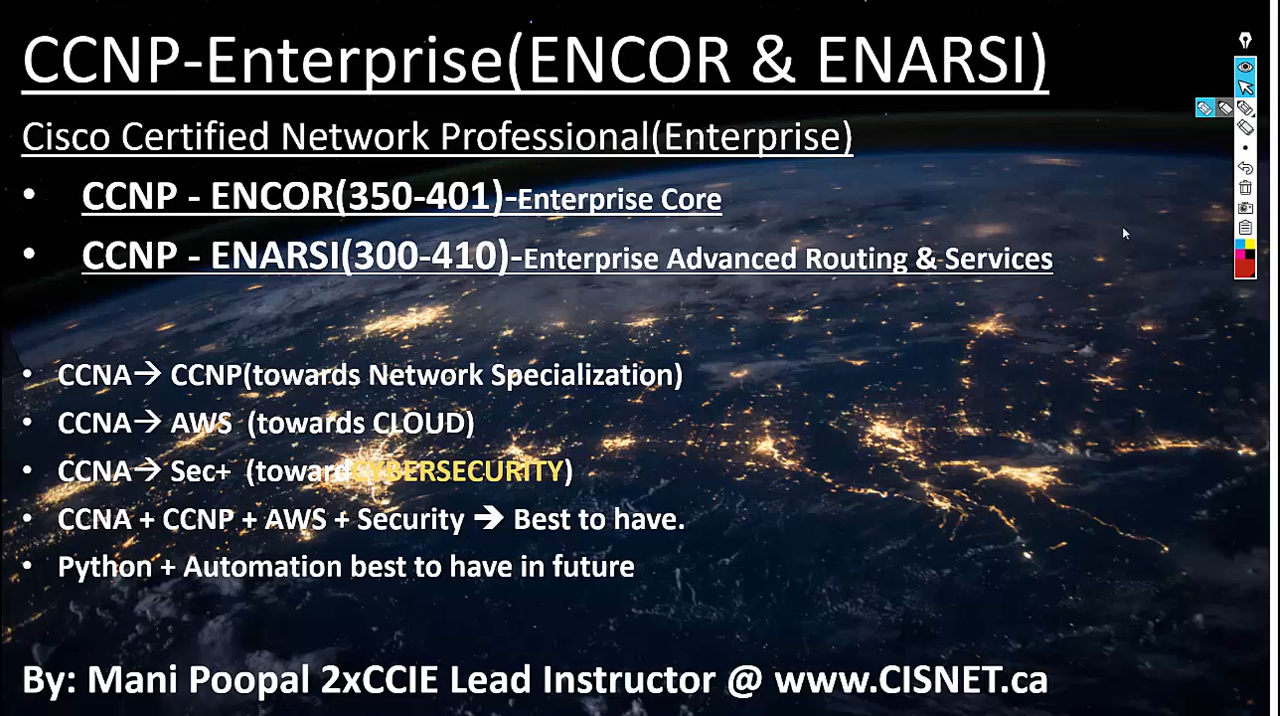 CCNP-Enterprise(ENCOR & ENARSI)
Cisco Certified Network Professional(Enterprise)
• CCNP - ENCOR(350-401)-Enterprise Core
• CCNP - ENARSI(300-410)-Enterprise Advanced Routing & Services
• CCNA→ CCNP(towards Network Specialization)
• CCNA→ AWS (towards CLOUD)
• CCNA→ Sec+ (toward CYBERSECURITY)
• CCNA + CCNP + AWS + Security → Best to have.
• Python + Automation best to have in future
By: Mani Poopal 2xCCIE Lead Instructor @ www.CISNET.ca